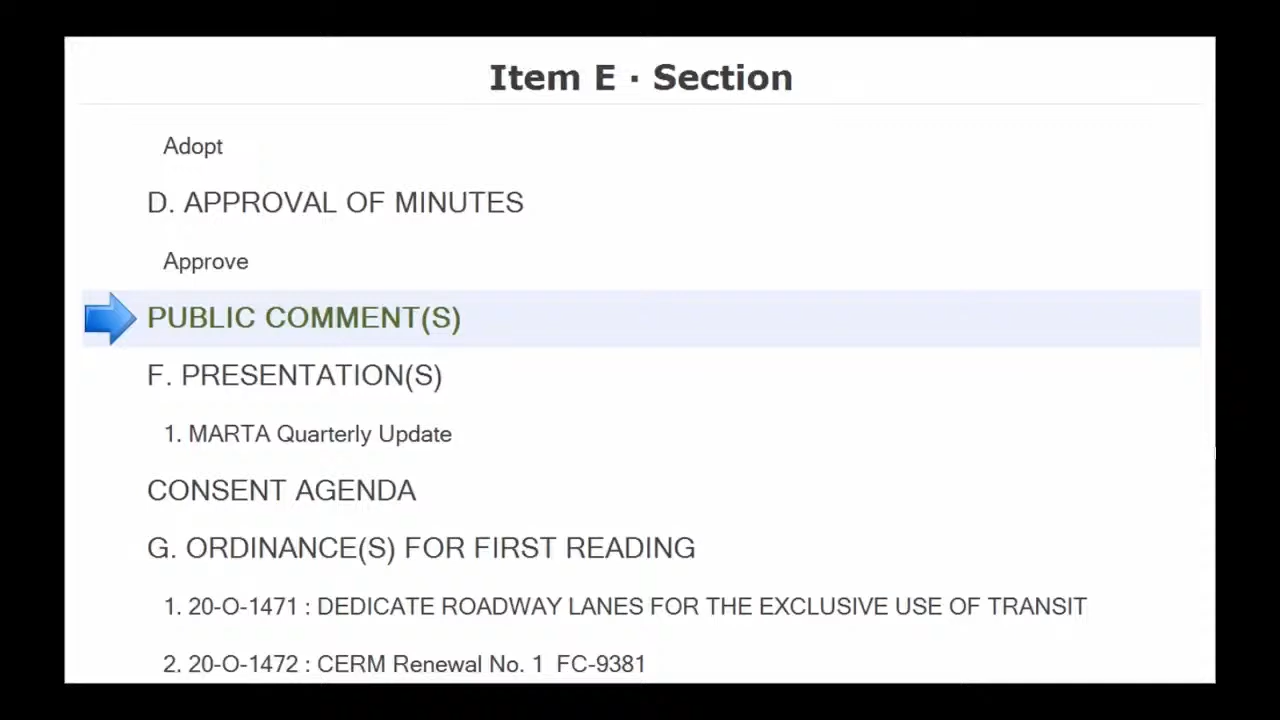 Item E · Section
Adopt
D. APPROVAL OF MINUTES
Approve
PUBLIC COMMENT(S)
F. PRESENTATION(S)
1. MARTA Quarterly Update
CONSENT AGENDA
G. ORDINANCE(S) FOR FIRST READING
1. 20-O-1471 : DEDICATE ROADWAY LANES FOR THE EXCLUSIVE USE OF TRANSIT
2. 20-O-1472 : CERM Renewal No. 1 FC-9381